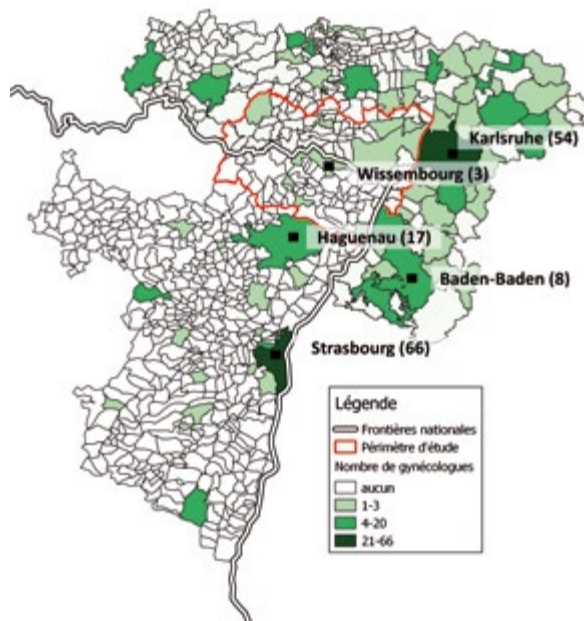 Karlsruhe (54)
Wissembourg (3)
Haguenau (17)
Baden-Baden (8)
Strasbourg (66)
Légende
Frontières nationales
Périmètre d'étude
Nombre de gynécologues
aucun
1-3
4-20
21-66